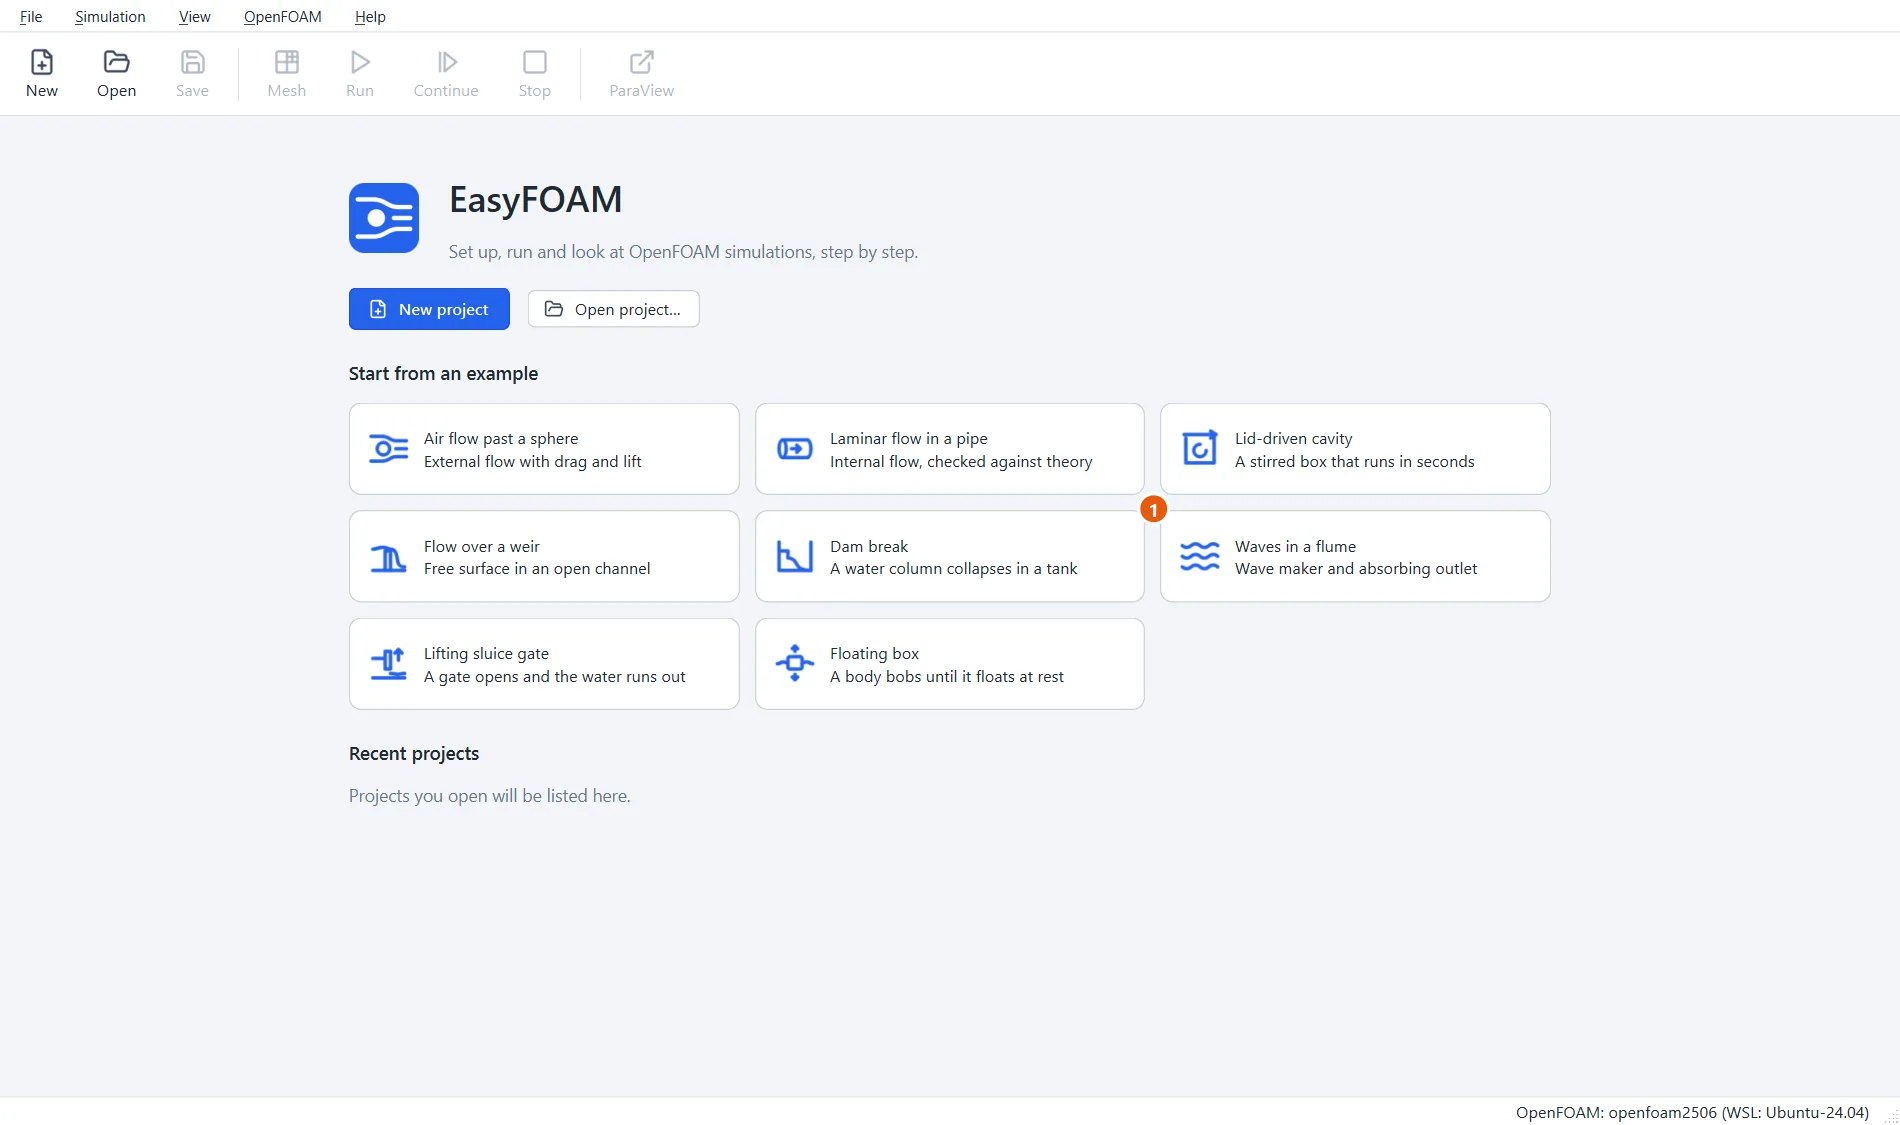 File Simulation View OpenFOAM Help
New Open Save Mesh Run Continue Stop ParaView
EasyFOAM
Set up, run and look at OpenFOAM simulations, step by step.
New project Open project...
Start from an example
Air flow past a sphere
External flow with drag and lift
Laminar flow in a pipe
Internal flow, checked against theory
Lid-driven cavity
A stirred box that runs in seconds
1
Flow over a weir
Free surface in an open channel
Dam break
A water column collapses in a tank
Waves in a flume
Wave maker and absorbing outlet
Lifting sluice gate
A gate opens and the water runs out
Floating box
A body bobs until it floats at rest
Recent projects
Projects you open will be listed here.
OpenFOAM: openfoam2506 (WSL: Ubuntu-24.04)